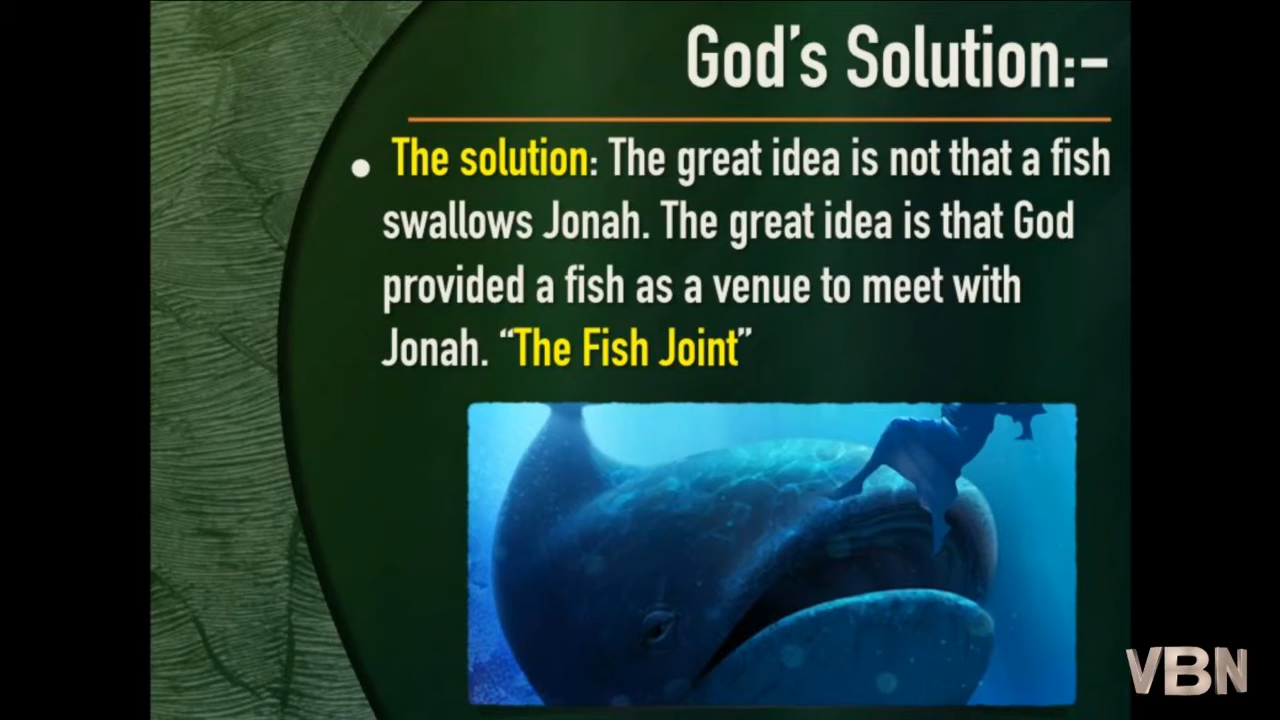 God’s Solution:-
• The solution: The great idea is not that a fish
swallows Jonah. The great idea is that God
provided a fish as a venue to meet with
Jonah. “The Fish Joint”
VBN